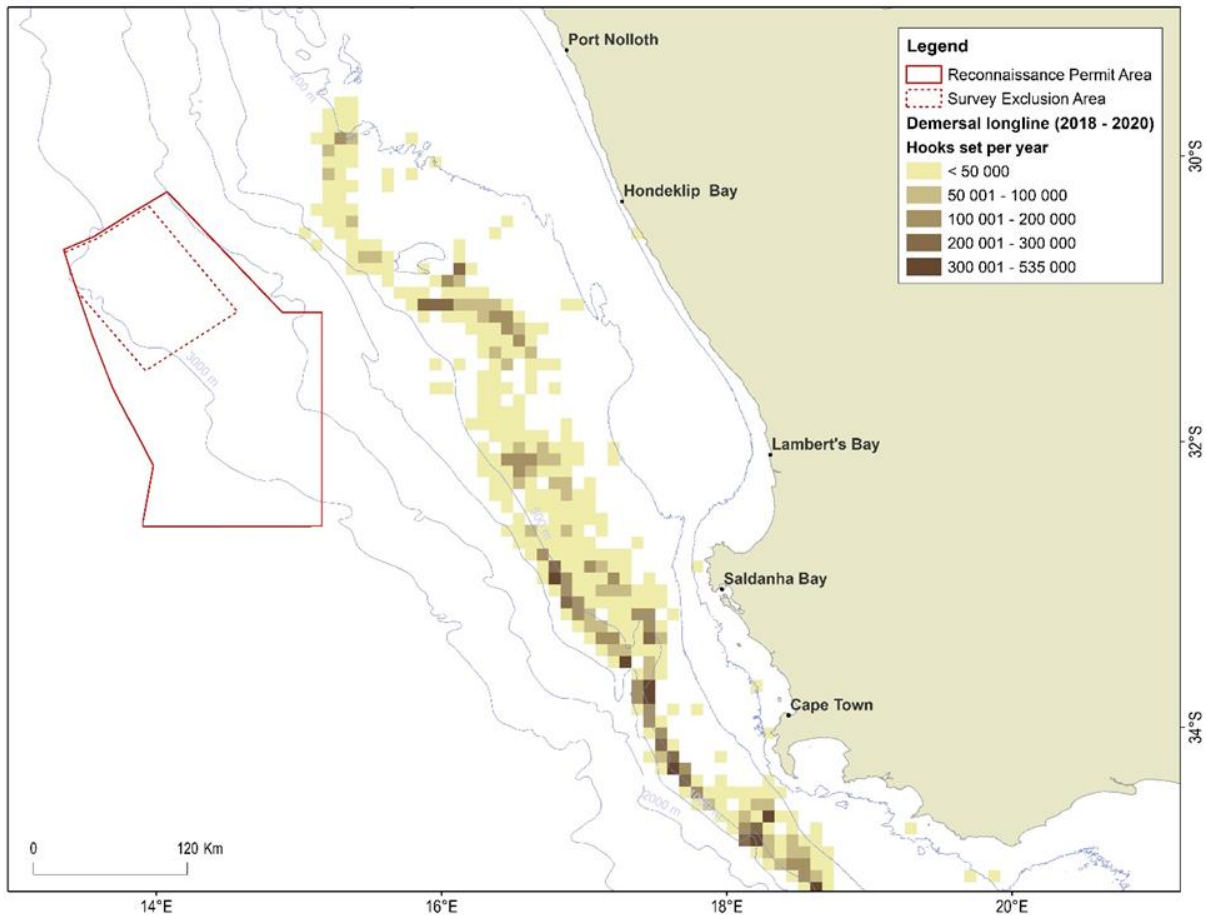 Port Nolloth
Legend
Reconnaissance Permit Area
Survey Exclusion Area
Demersal longline (2018 - 2020)
Hooks set per year
< 50 000
50 001 - 100 000
100 001 - 200 000
200 001 - 300 000
300 001 - 535 000
200 m
30°S
Hondeklip Bay
3000 m
32°S
Lambert's Bay
Saldanha Bay
Cape Town
34°S
2000 m
0 120 Km
14°E 16°E 18°E 20°E